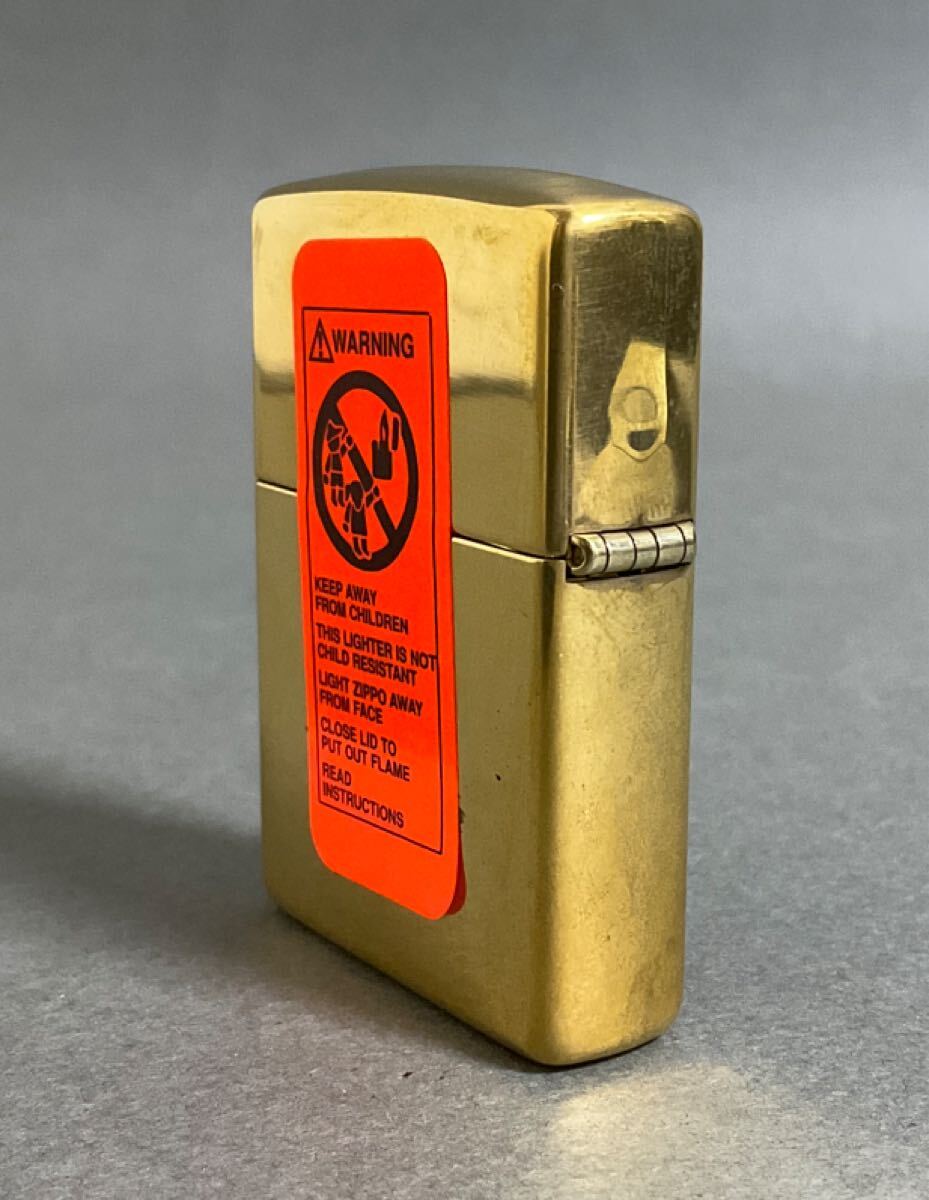 WARNING
KEEP AWAY
FROM CHILDREN
THIS LIGHTER IS NOT
CHILD RESISTANT
LIGHT ZIPPO AWAY
FROM FACE
CLOSE LID TO
PUT OUT FLAME
READ
INSTRUCTIONS